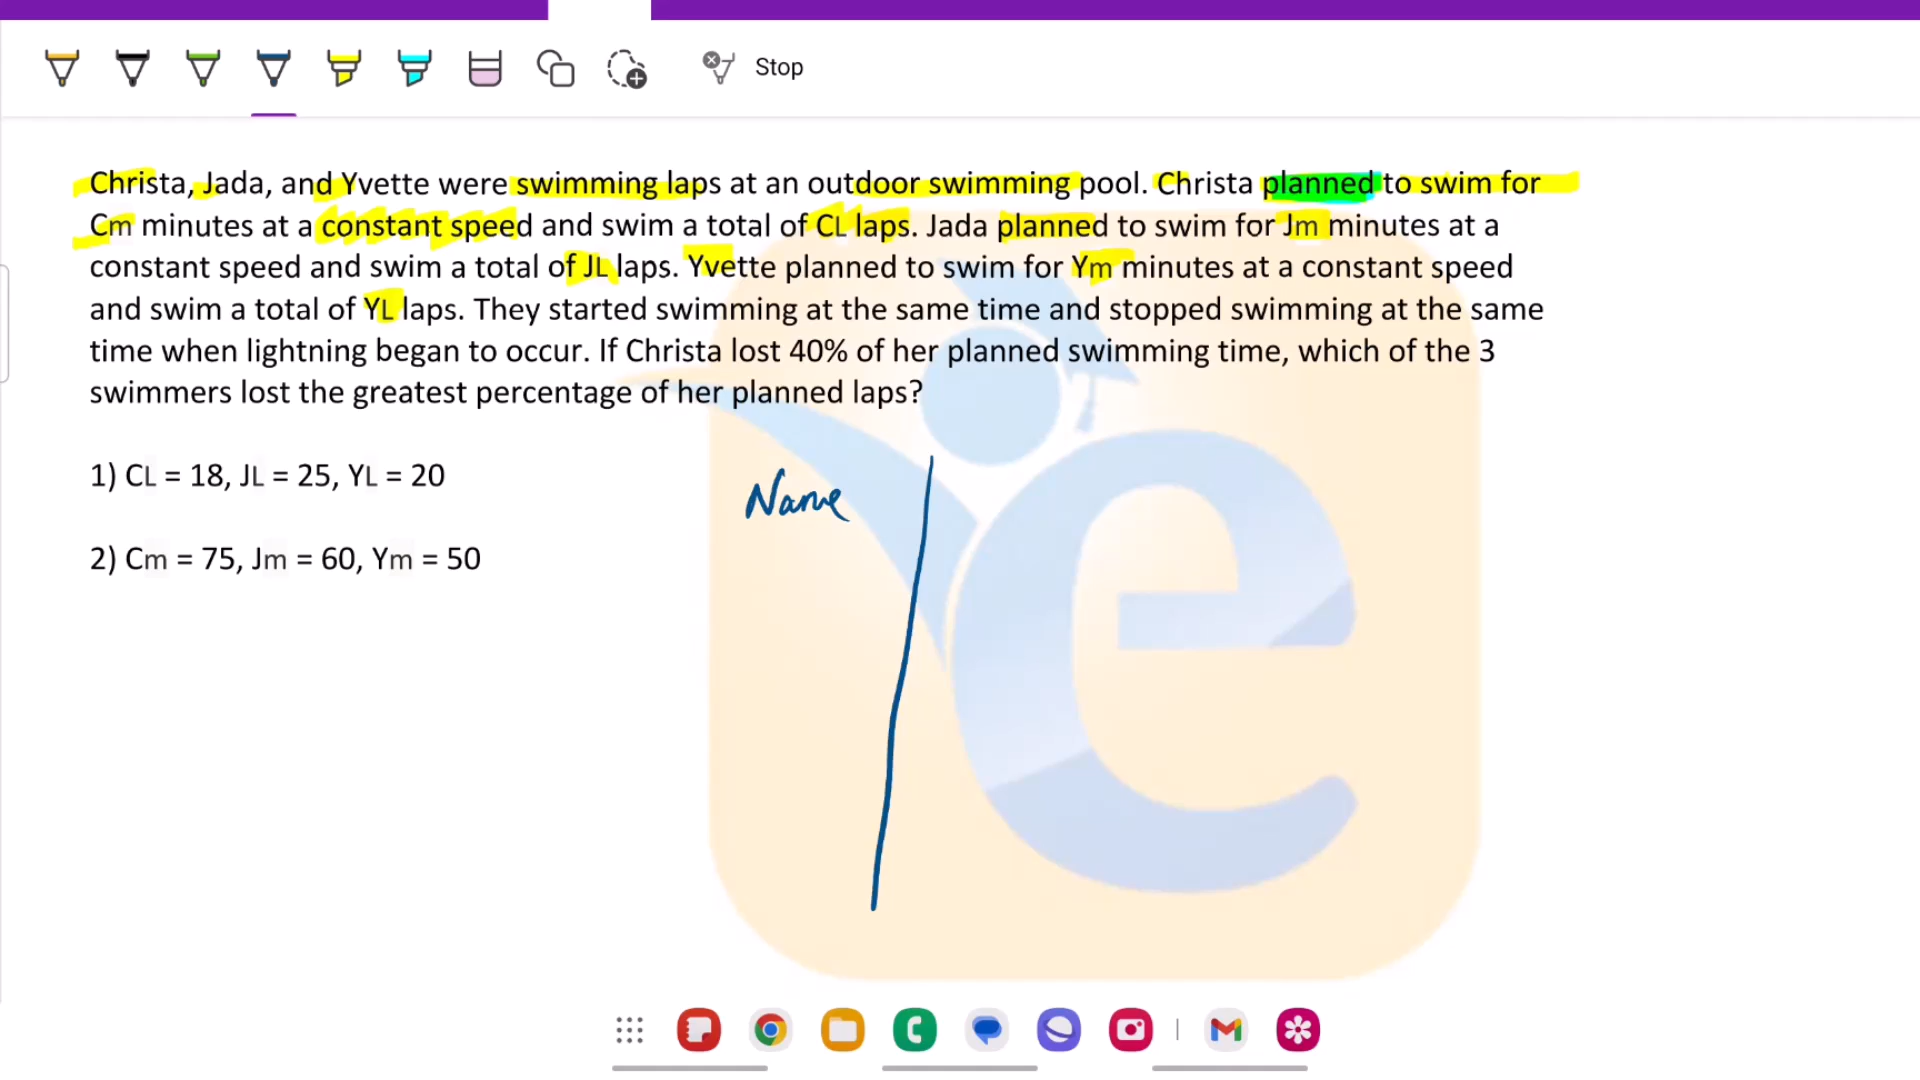 Stop
Christa, Jada, and Yvette were swimming laps at an outdoor swimming pool. Christa planned to swim for
Cm minutes at a constant speed and swim a total of CL laps. Jada planned to swim for Jm minutes at a
constant speed and swim a total of JL laps. Yvette planned to swim for Ym minutes at a constant speed
and swim a total of YL laps. They started swimming at the same time and stopped swimming at the same
time when lightning began to occur. If Christa lost 40% of her planned swimming time, which of the 3
swimmers lost the greatest percentage of her planned laps?
1) CL = 18, JL = 25, YL = 20
Name
2) Cm = 75, Jm = 60, Ym = 50